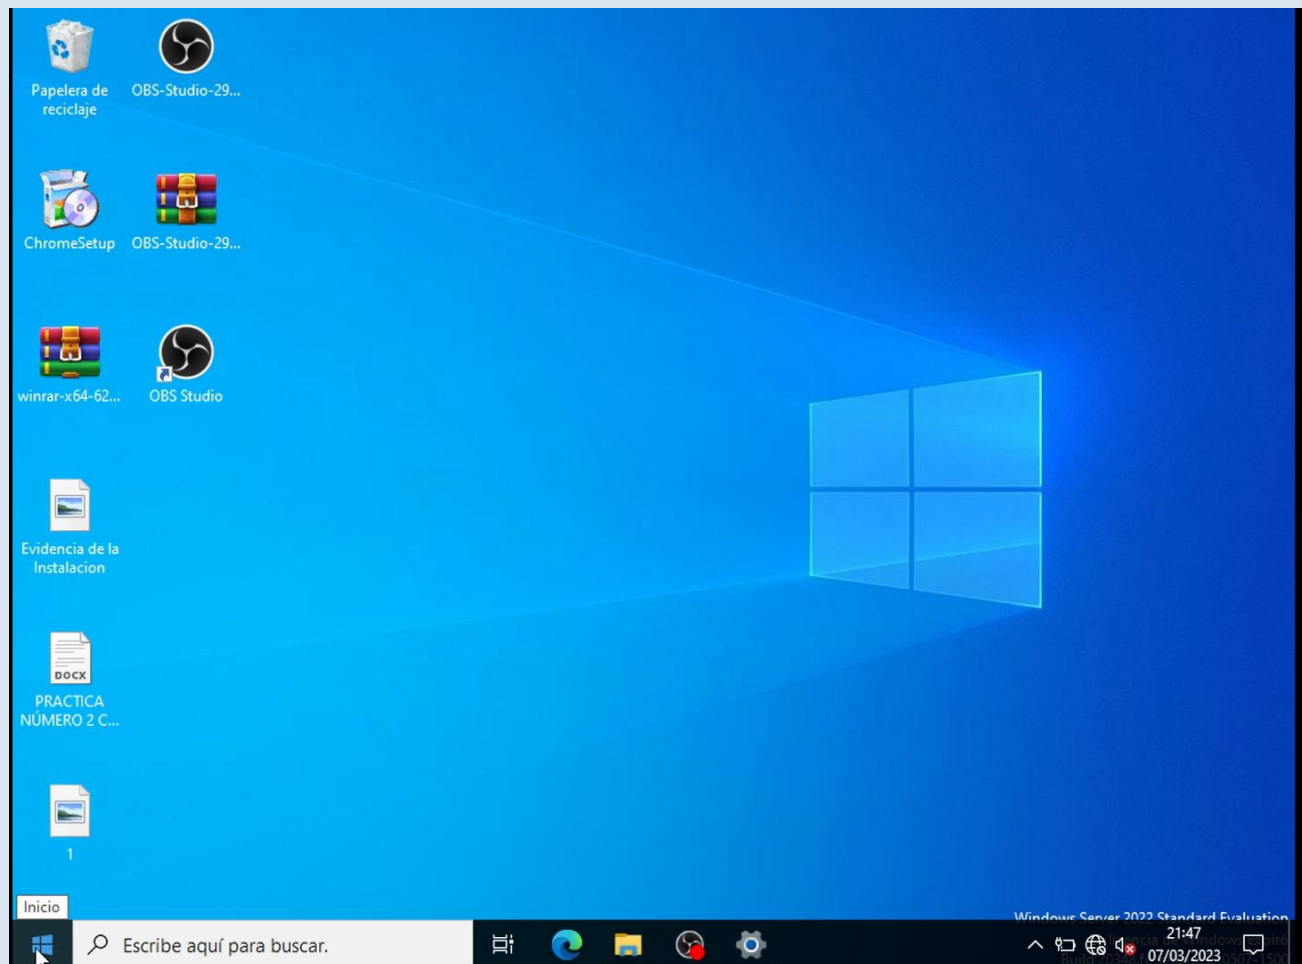 Papelera de
reciclaje
OBS-Studio-29...
ChromeSetup
OBS-Studio-29...
winrar-x64-62...
OBS Studio
Evidencia de la
Instalacion
DOCX
PRACTICA
NÚMERO 2 C...
1
Inicio
Escribe aquí para buscar.
Windows Server 2022 Standard Evaluation
21:47
07/03/2023